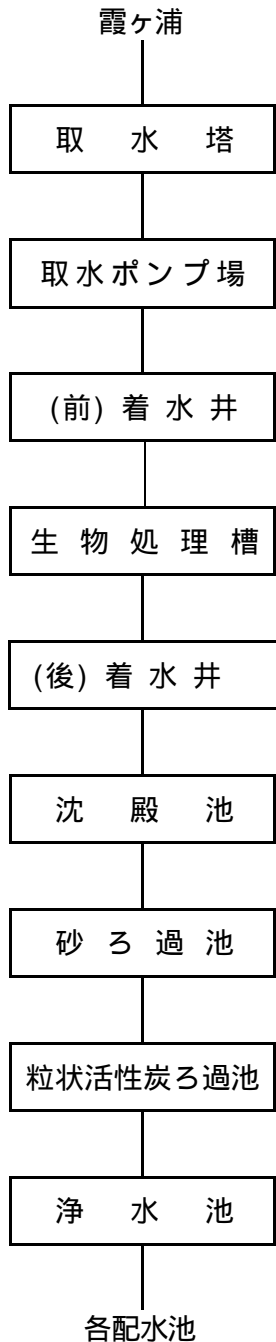 霞ヶ浦
取水塔
取水ポンプ場
(前)着水井
生物処理槽
(後)着水井
沈殿池
砂ろ過池
粒状活性炭ろ過池
浄水池
各配水池